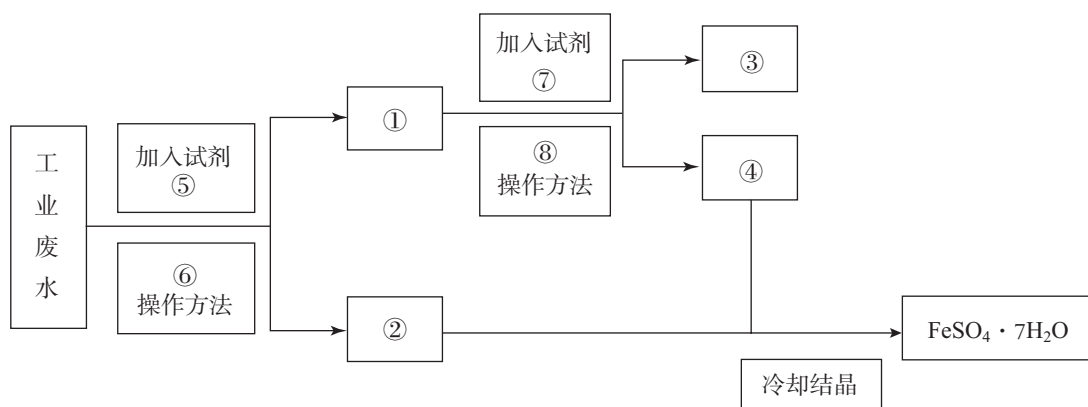 工
业
废
水
加入试剂
⑤
⑥
操作方法
①
②
加入试剂
⑦
⑧
操作方法
③
④
FeSO₄・7H₂O
冷却结晶